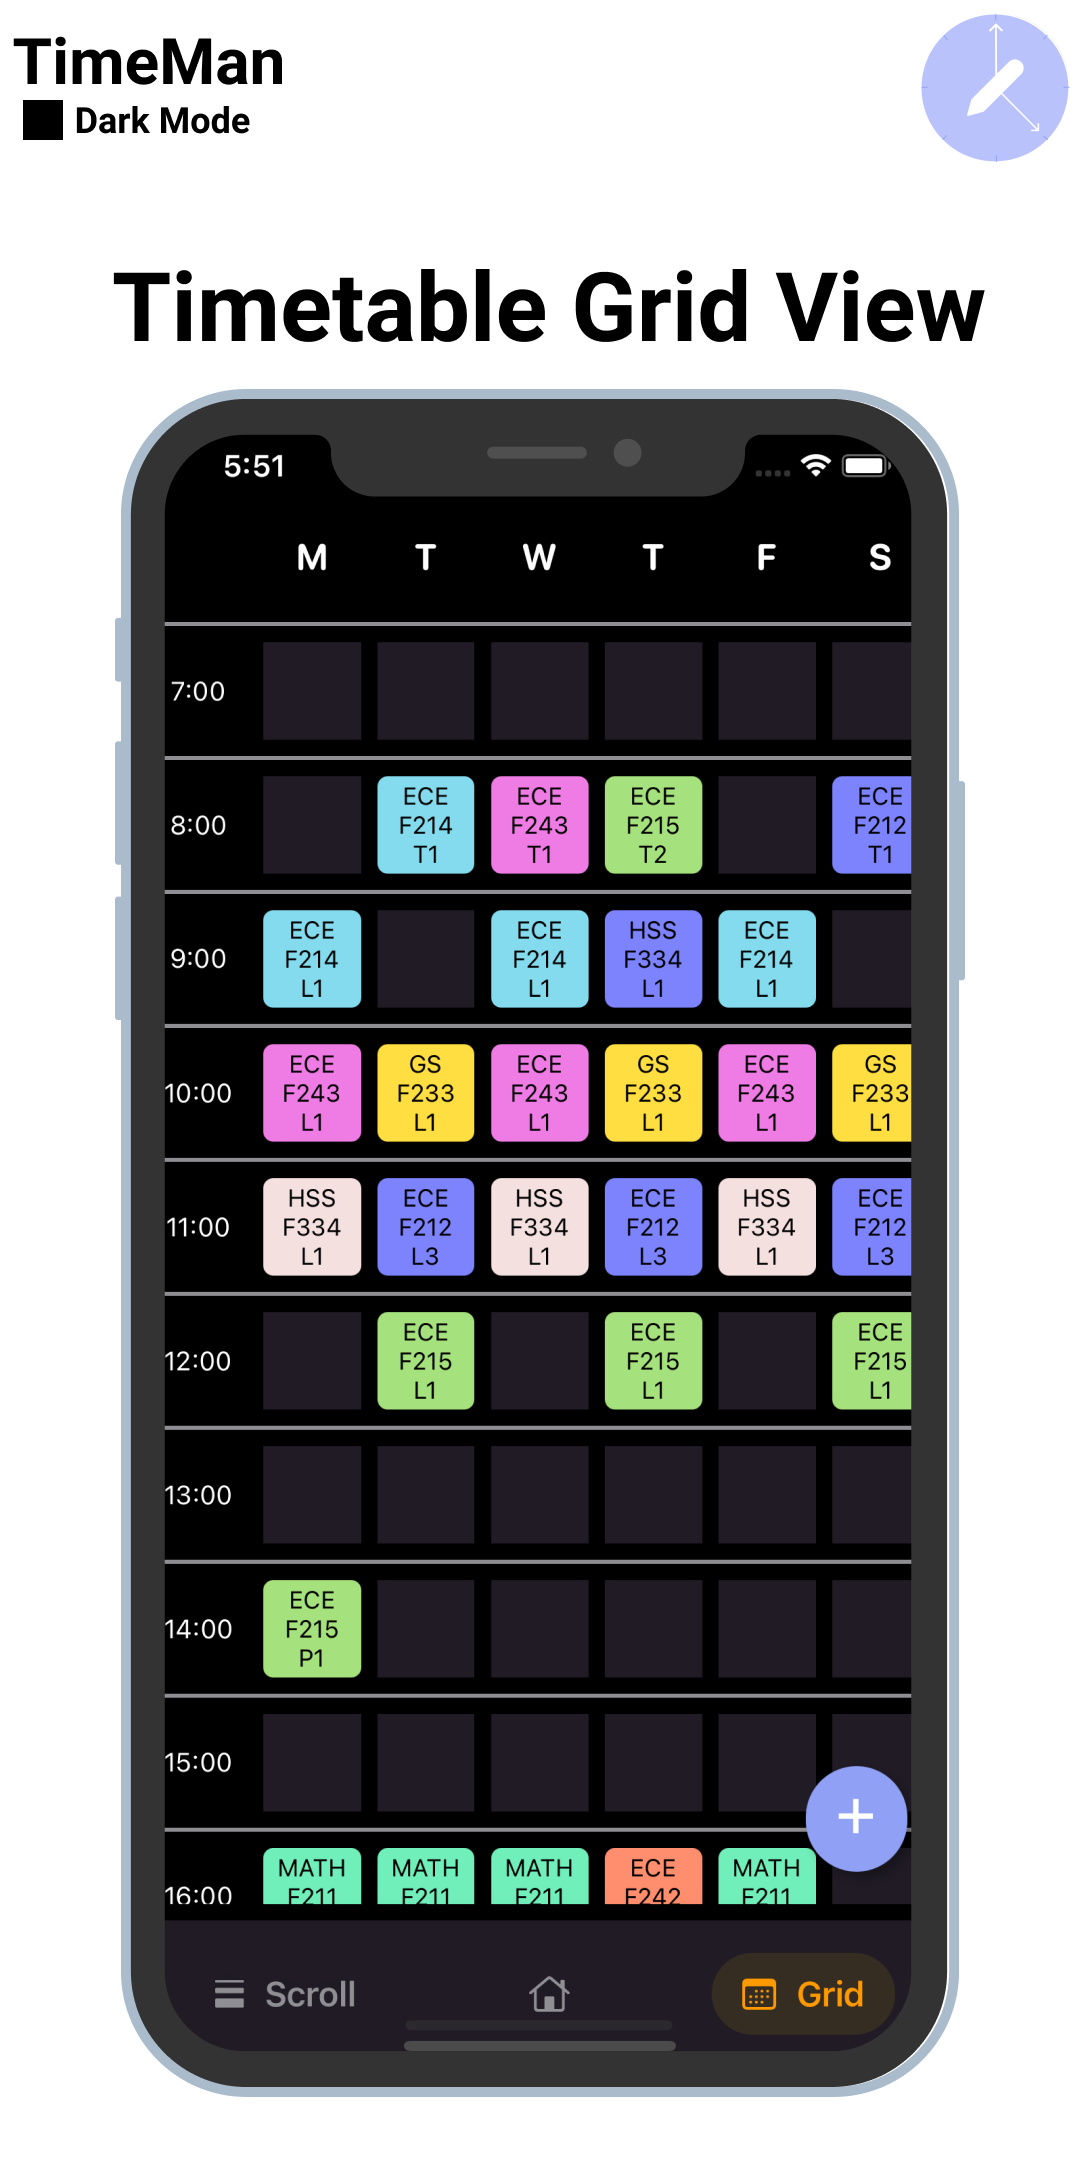 TimeMan
Dark Mode
Timetable Grid View
5:51
M T W T F S
7:00
8:00
ECE F214 T1
ECE F243 T1
ECE F215 T2
ECE F212 T1
9:00
ECE F214 L1
ECE F214 L1
HSS F334 L1
ECE F214 L1
10:00
ECE F243 L1
GS F233 L1
ECE F243 L1
GS F233 L1
ECE F243 L1
GS F233 L1
11:00
HSS F334 L1
ECE F212 L3
HSS F334 L1
ECE F212 L3
HSS F334 L1
ECE F212 L3
12:00
ECE F215 L1
ECE F215 L1
ECE F215 L1
13:00
14:00
ECE F215 P1
15:00
+
16:00
MATH F211
MATH F211
MATH F211
ECE F242
MATH F211
Scroll
Grid